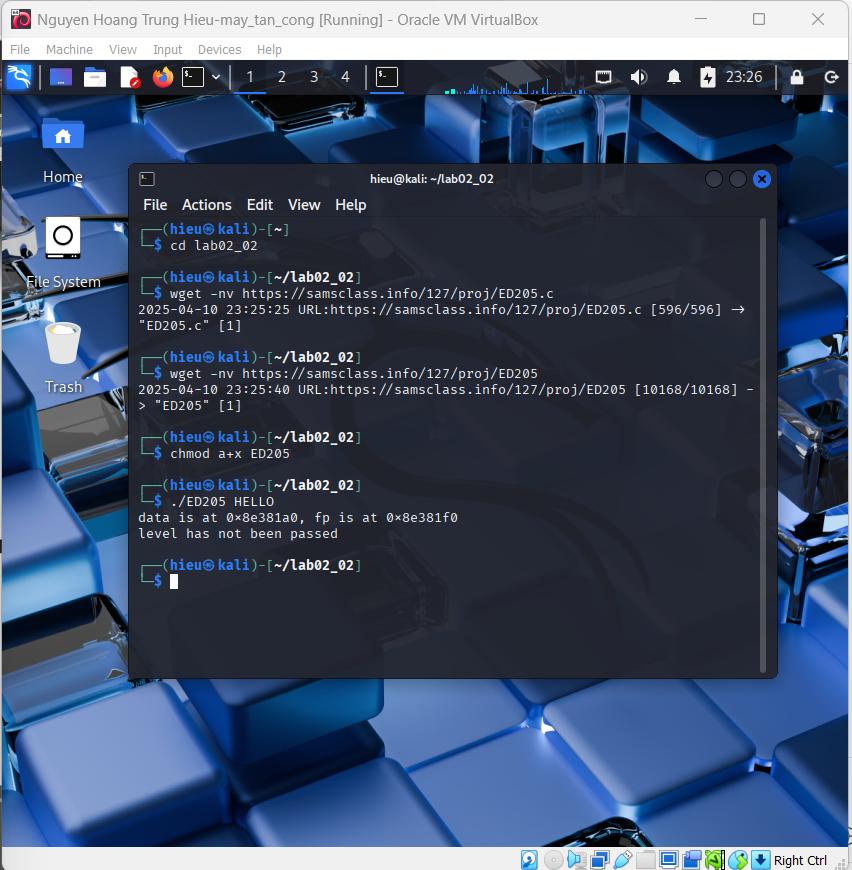 Nguyen Hoang Trung Hieu-may_tan_cong [Running] - Oracle VM VirtualBox
File Machine View Input Devices Help
1 2 3 4 23:26
Home
File System
Trash
hieu@kali: ~/lab02_02
File Actions Edit View Help
┌──(hieu㉿kali)-[~]
└─$ cd lab02_02
┌──(hieu㉿kali)-[~/lab02_02]
└─$ wget -nv https://samsclass.info/127/proj/ED205.c
2025-04-10 23:25:25 URL:https://samsclass.info/127/proj/ED205.c [596/596] ->
"ED205.c" [1]
┌──(hieu㉿kali)-[~/lab02_02]
└─$ wget -nv https://samsclass.info/127/proj/ED205
2025-04-10 23:25:40 URL:https://samsclass.info/127/proj/ED205 [10168/10168] -
> "ED205" [1]
┌──(hieu㉿kali)-[~/lab02_02]
└─$ chmod a+x ED205
┌──(hieu㉿kali)-[~/lab02_02]
└─$ ./ED205 HELLO
data is at 0x8e381a0, fp is at 0x8e381f0
level has not been passed
┌──(hieu㉿kali)-[~/lab02_02]
└─$
Right Ctrl